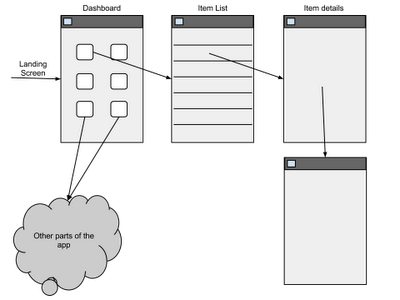 Dashboard
Item List
Item details
Landing
Screen
Other parts of the
app